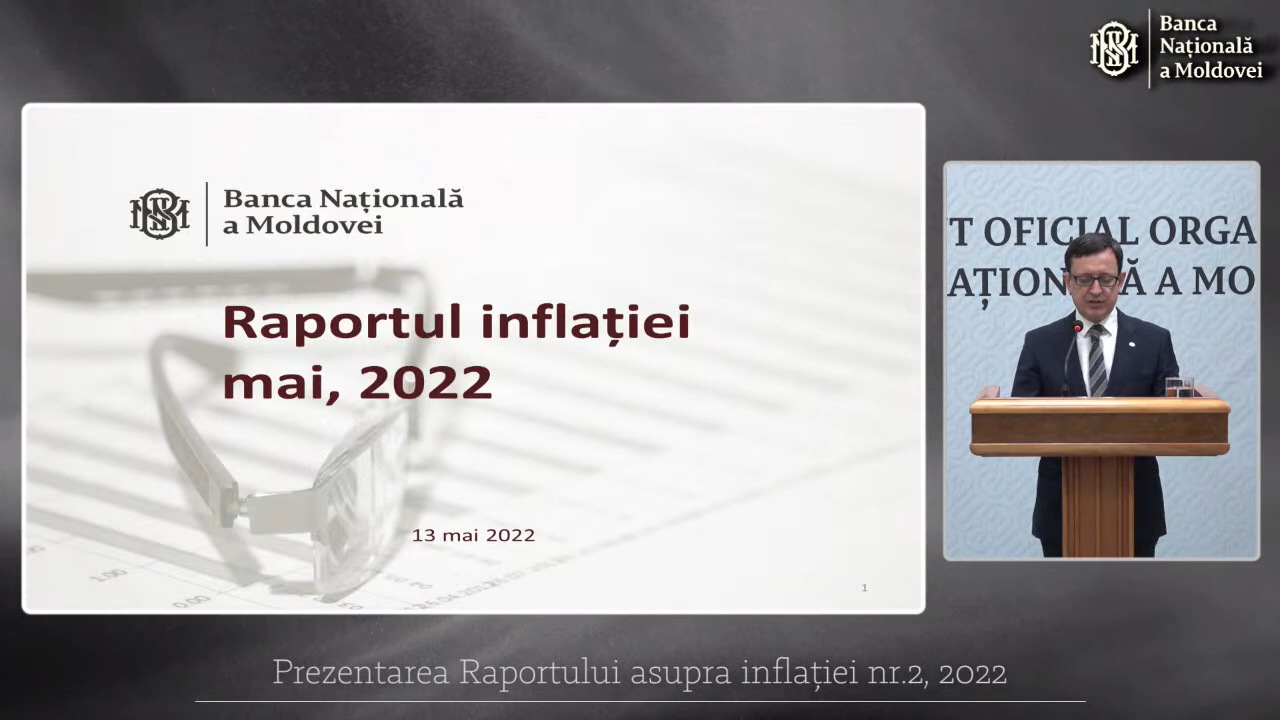 Banca
Națională
a Moldovei
Banca Națională
a Moldovei
Raportul inflației
mai, 2022
13 mai 2022
1
T OFICIAL ORGA
AȚION Ă A MO
Prezentarea Raportului asupra inflației nr.2, 2022